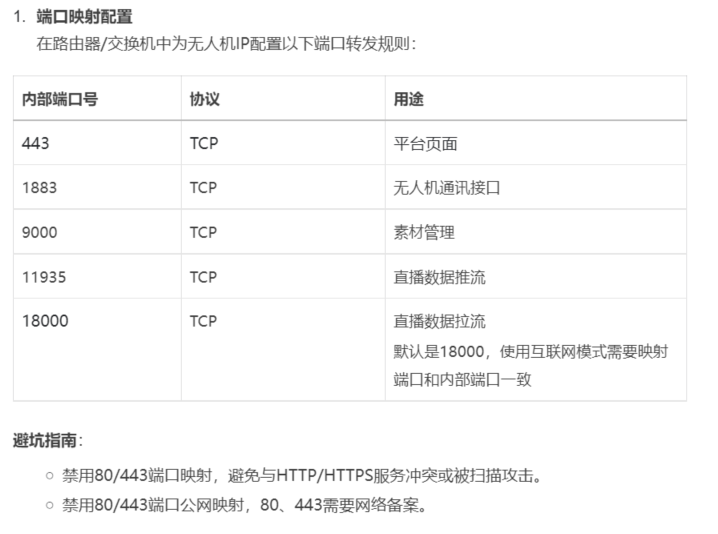 1. 端口映射配置
在路由器/交换机中为无人机IP配置以下端口转发规则：
内部端口号 协议 用途
443 TCP 平台页面
1883 TCP 无人机通讯接口
9000 TCP 素材管理
11935 TCP 直播数据推流
18000 TCP 直播数据拉流
默认是18000，使用互联网模式需要映射
端口和内部端口一致
避坑指南：
禁用80/443端口映射，避免与HTTP/HTTPS服务冲突或被扫描攻击。
禁用80/443端口公网映射，80、443需要网络备案。